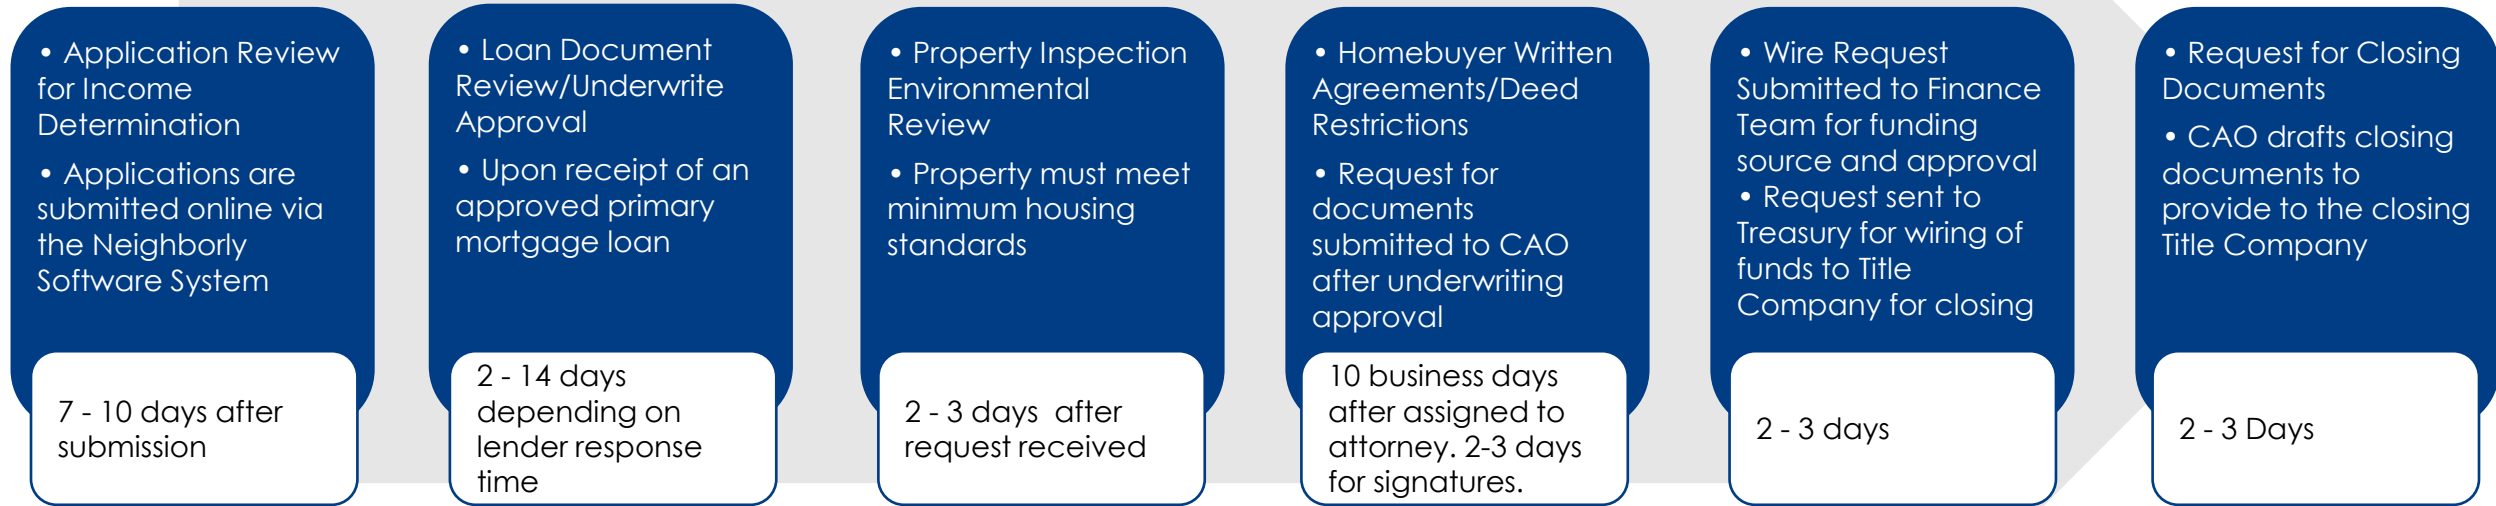 • Application Review
for Income
Determination
• Applications are
submitted online via
the Neighborly
Software System
7 - 10 days after
submission
• Loan Document
Review/Underwrite
Approval
• Upon receipt of an
approved primary
mortgage loan
2 - 14 days
depending on
lender response
time
• Property Inspection
Environmental
Review
• Property must meet
minimum housing
standards
2 - 3 days  after
request received
• Homebuyer Written
Agreements/Deed
Restrictions
• Request for
documents
submitted to CAO
after underwriting
approval
10 business days
after assigned to
attorney. 2-3 days
for signatures.
• Wire Request
Submitted to Finance
Team for funding
source and approval
• Request sent to
Treasury for wiring of
funds to Title
Company for closing
2 - 3 days
• Request for Closing
Documents
• CAO drafts closing
documents to
provide to the closing
Title Company
2 - 3 Days